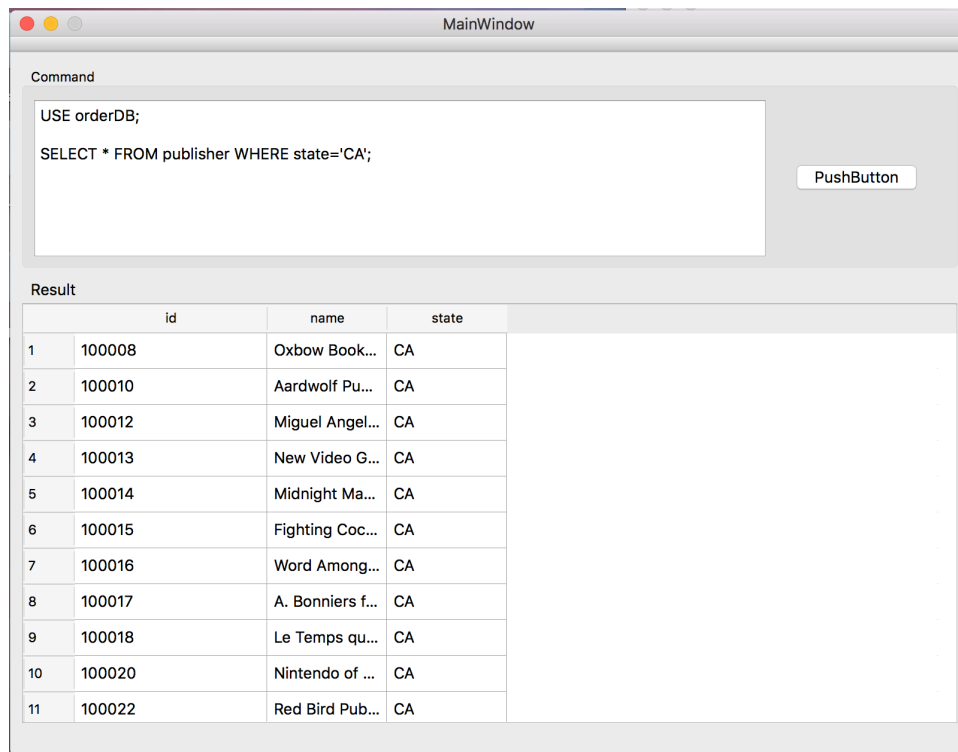 MainWindow
Command
USE orderDB;
SELECT * FROM publisher WHERE state='CA';
PushButton
Result
id name state
1 100008 Oxbow Book... CA
2 100010 Aardwolf Pu... CA
3 100012 Miguel Angel... CA
4 100013 New Video G... CA
5 100014 Midnight Ma... CA
6 100015 Fighting Coc... CA
7 100016 Word Among... CA
8 100017 A. Bonniers f... CA
9 100018 Le Temps qu... CA
10 100020 Nintendo of ... CA
11 100022 Red Bird Pub... CA